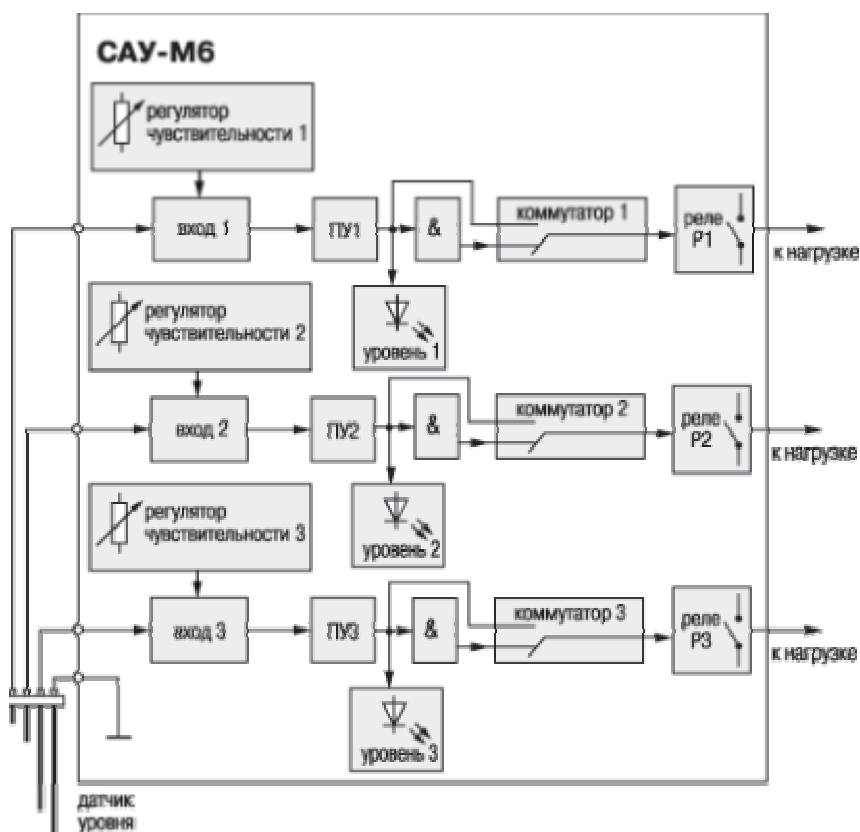 САУ-М6
регулятор
чувствительности 1
вход 1
ПУ1
&
коммутатор 1
реле
Р1
к нагрузке
уровень 1
регулятор
чувствительности 2
вход 2
ПУ2
&
коммутатор 2
реле
Р2
к нагрузке
уровень 2
регулятор
чувствительности 3
вход 3
ПУ3
&
коммутатор 3
реле
Р3
к нагрузке
уровень 3
датчик
уровня